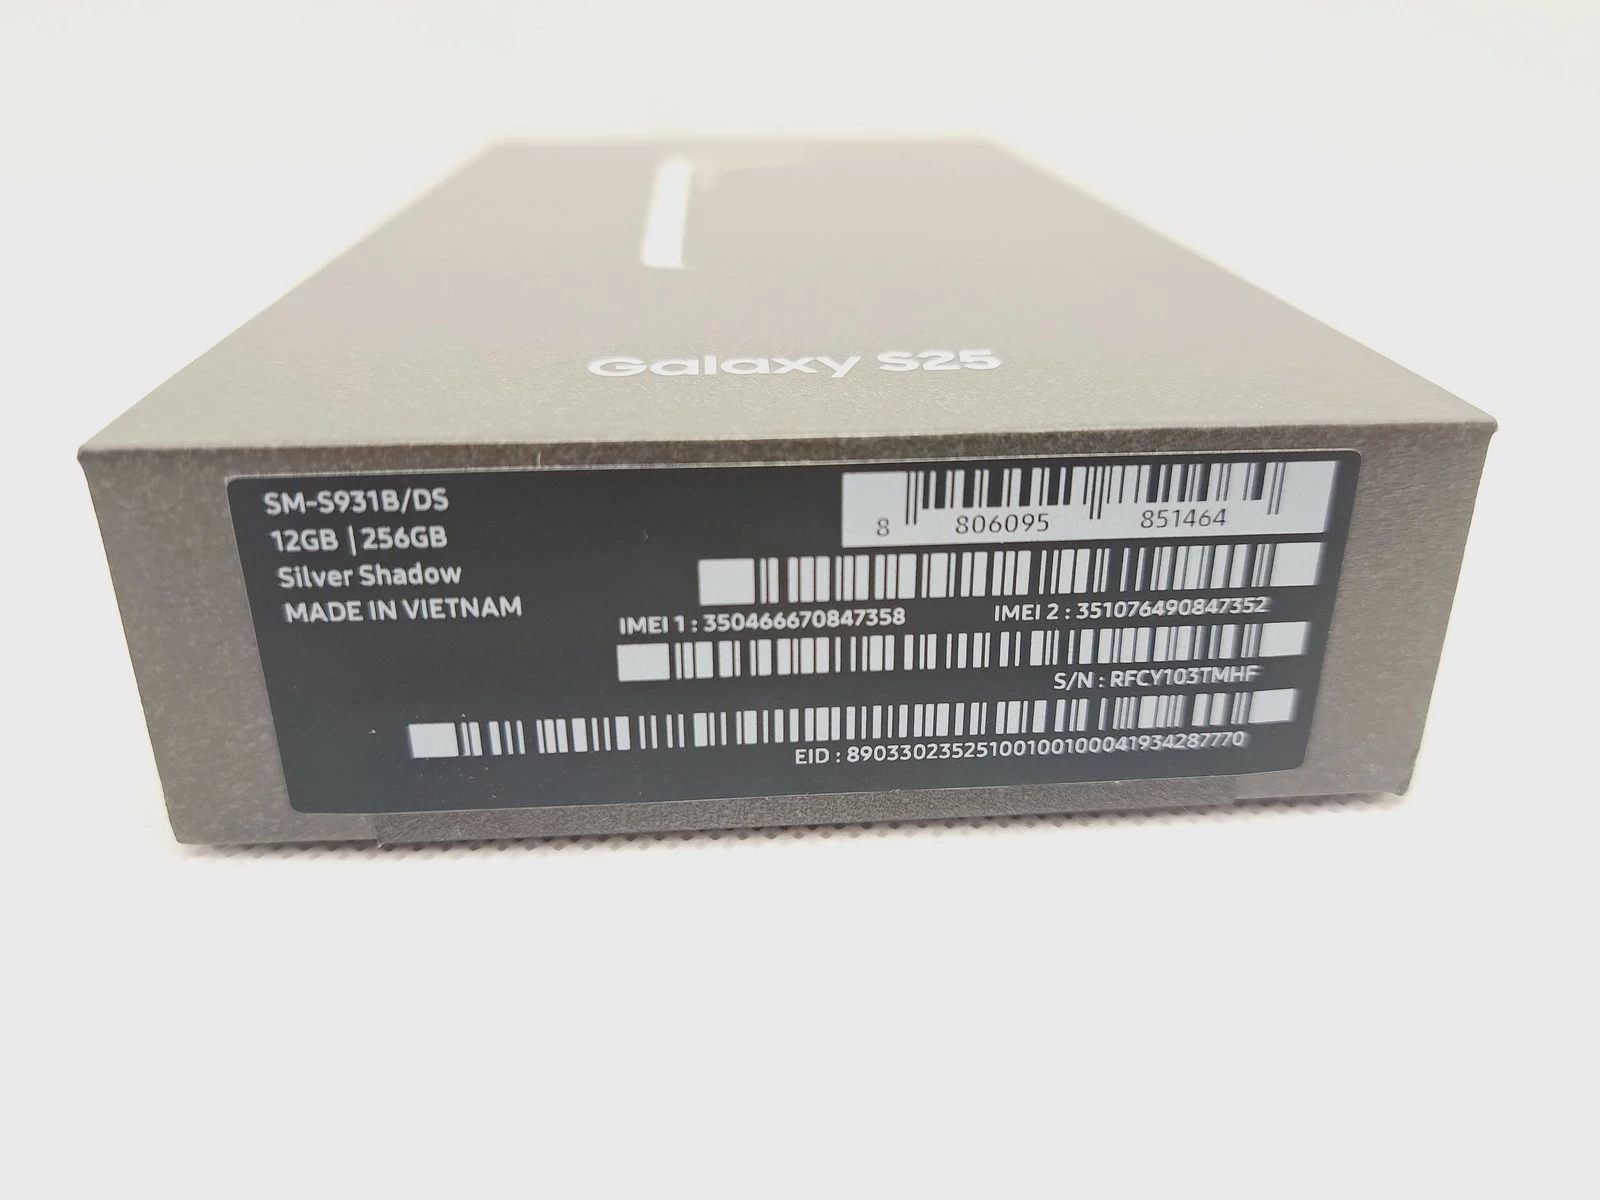 Galaxy S25
SM-S931B/DS
12GB | 256GB
Silver Shadow
MADE IN VIETNAM
8 806095 851464
IMEI 1 : 350466670847358 IMEI 2 : 351076490847352
S/N : RFCY103TMHF
EID : 89033023525100100100041934287770